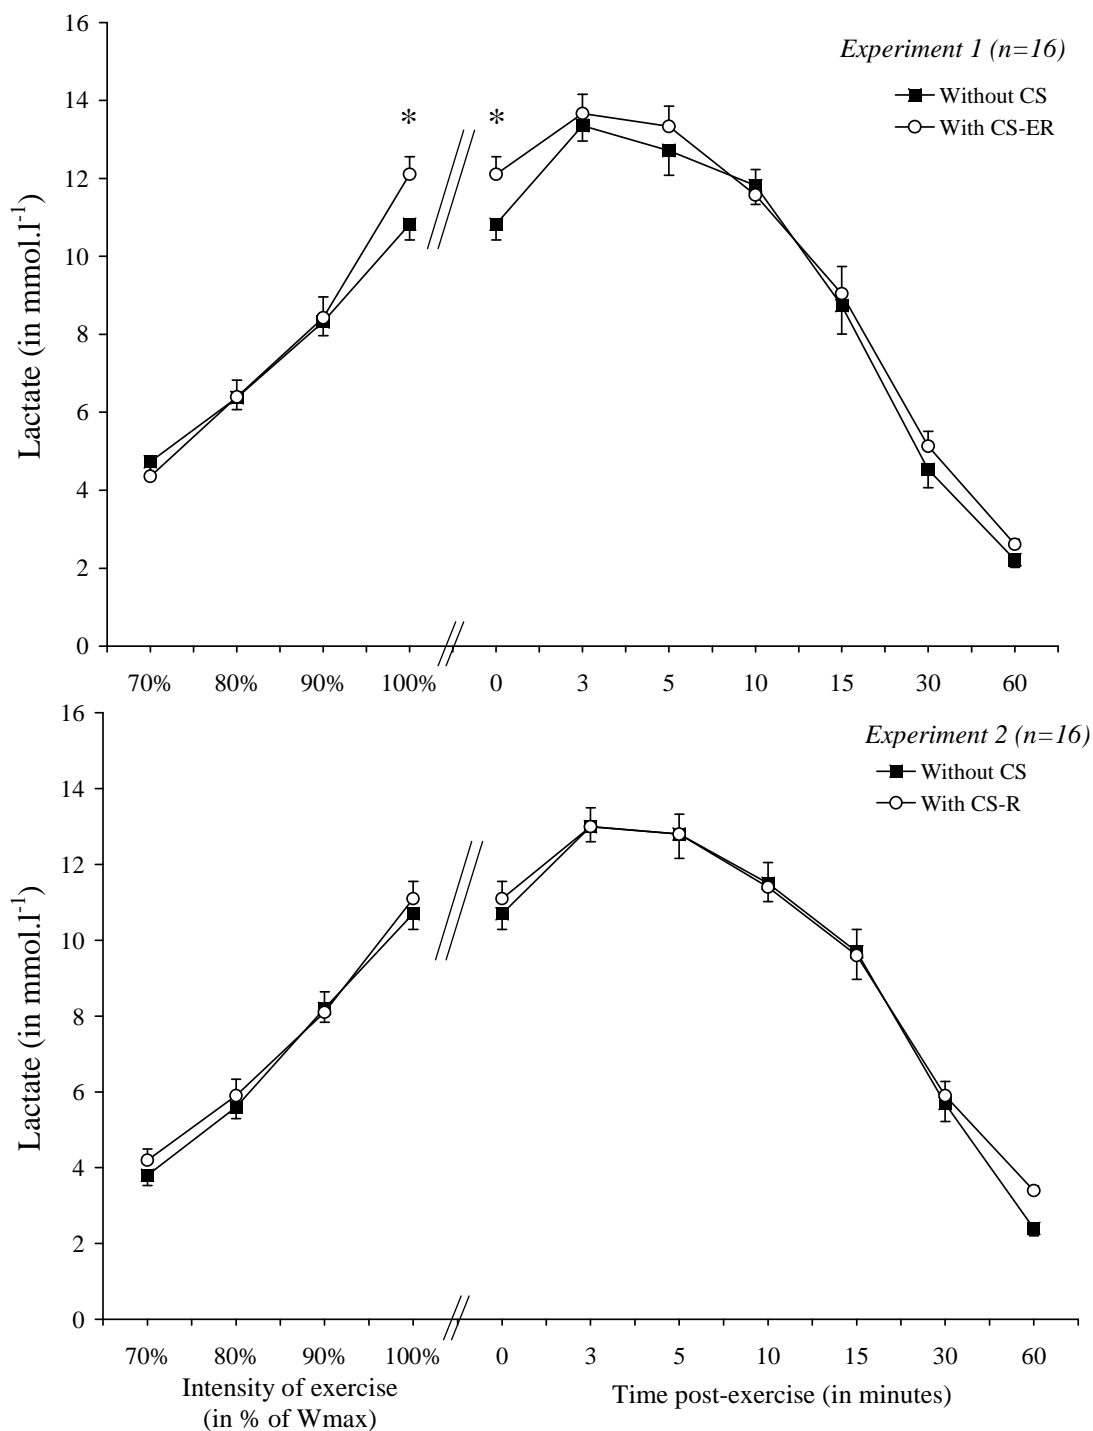 16
14
12
10
8
6
4
2
0
Lactate (in mmol.l-1)
Experiment 1 (n=16)
Without CS
With CS-ER
* *
70% 80% 90% 100% 0 3 5 10 15 30 60
16
14
12
10
8
6
4
2
0
Lactate (in mmol.l-1)
Experiment 2 (n=16)
Without CS
With CS-R
70% 80% 90% 100% 0 3 5 10 15 30 60
Intensity of exercise
(in % of Wmax)
Time post-exercise (in minutes)